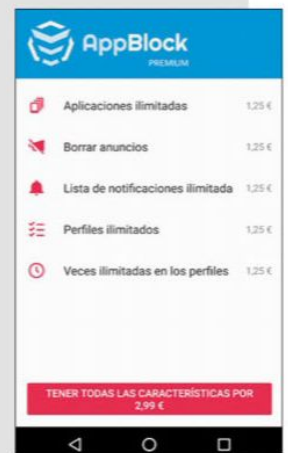 AppBlock
PREMIUM
Aplicaciones ilimitadas 1,25 €
Borrar anuncios 1,25 €
Lista de notificaciones ilimitada 1,25 €
Perfiles ilimitados 1,25 €
Veces ilimitadas en los perfiles 1,25 €
TENER TODAS LAS CARACTERÍSTICAS POR
2,99 €